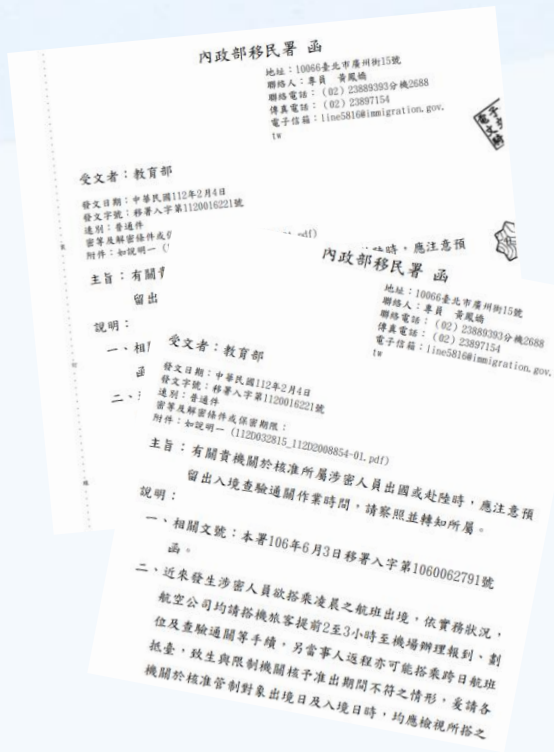 內政部移民署 函
地址：10066臺北市廣州街15號
聯絡人：專員 黃鳳嬌
聯絡電話：(02)23889393分機2688
傳真電話：(02)23897154
電子信箱：line5816@immigration.gov.
tw
受文者：教育部
發文日期：中華民國112年2月4日
發文字號：移署入字第1120016221號
速別：普通件
密等及解密條件或
附件：如說明一 (
pdf)
主旨：有關
陸時，應注意預
留出
說明：
一、相
函
二、
內政部移民署 函
地址：10066臺北市廣州街15號
聯絡人：專員 黃鳳嬌
聯絡電話：(02)23889393分機2688
傳真電話：(02)23897154
電子信箱：line5816@immigration.gov.
tw
受文者：教育部
發文日期：中華民國112年2月4日
發文字號：移署入字第1120016221號
速別：普通件
密等及解密條件或保密期限：
附件：如說明一 (112D032815_112D2008854-01.pdf)
主旨：有關貴機關於核准所屬涉密人員出國或赴陸時，應注意預
留出入境查驗通關作業時間，請察照並轉知所屬。
說明：
一、相關文號：本署106年6月3日移署入字第1060062791號
函。
二、近來發生涉密人員欲搭乘凌晨之航班出境，依實務狀況，
航空公司均請搭機旅客提前2至3小時至機場辦理報到、劃
位及查驗通關等手續，另當事人返程亦可能搭乘跨日航班
抵臺，致生與限制機關核予准出期間不符之情形，爰請各
機關於核准管制對象出境日及入境日時，均應檢視所搭之